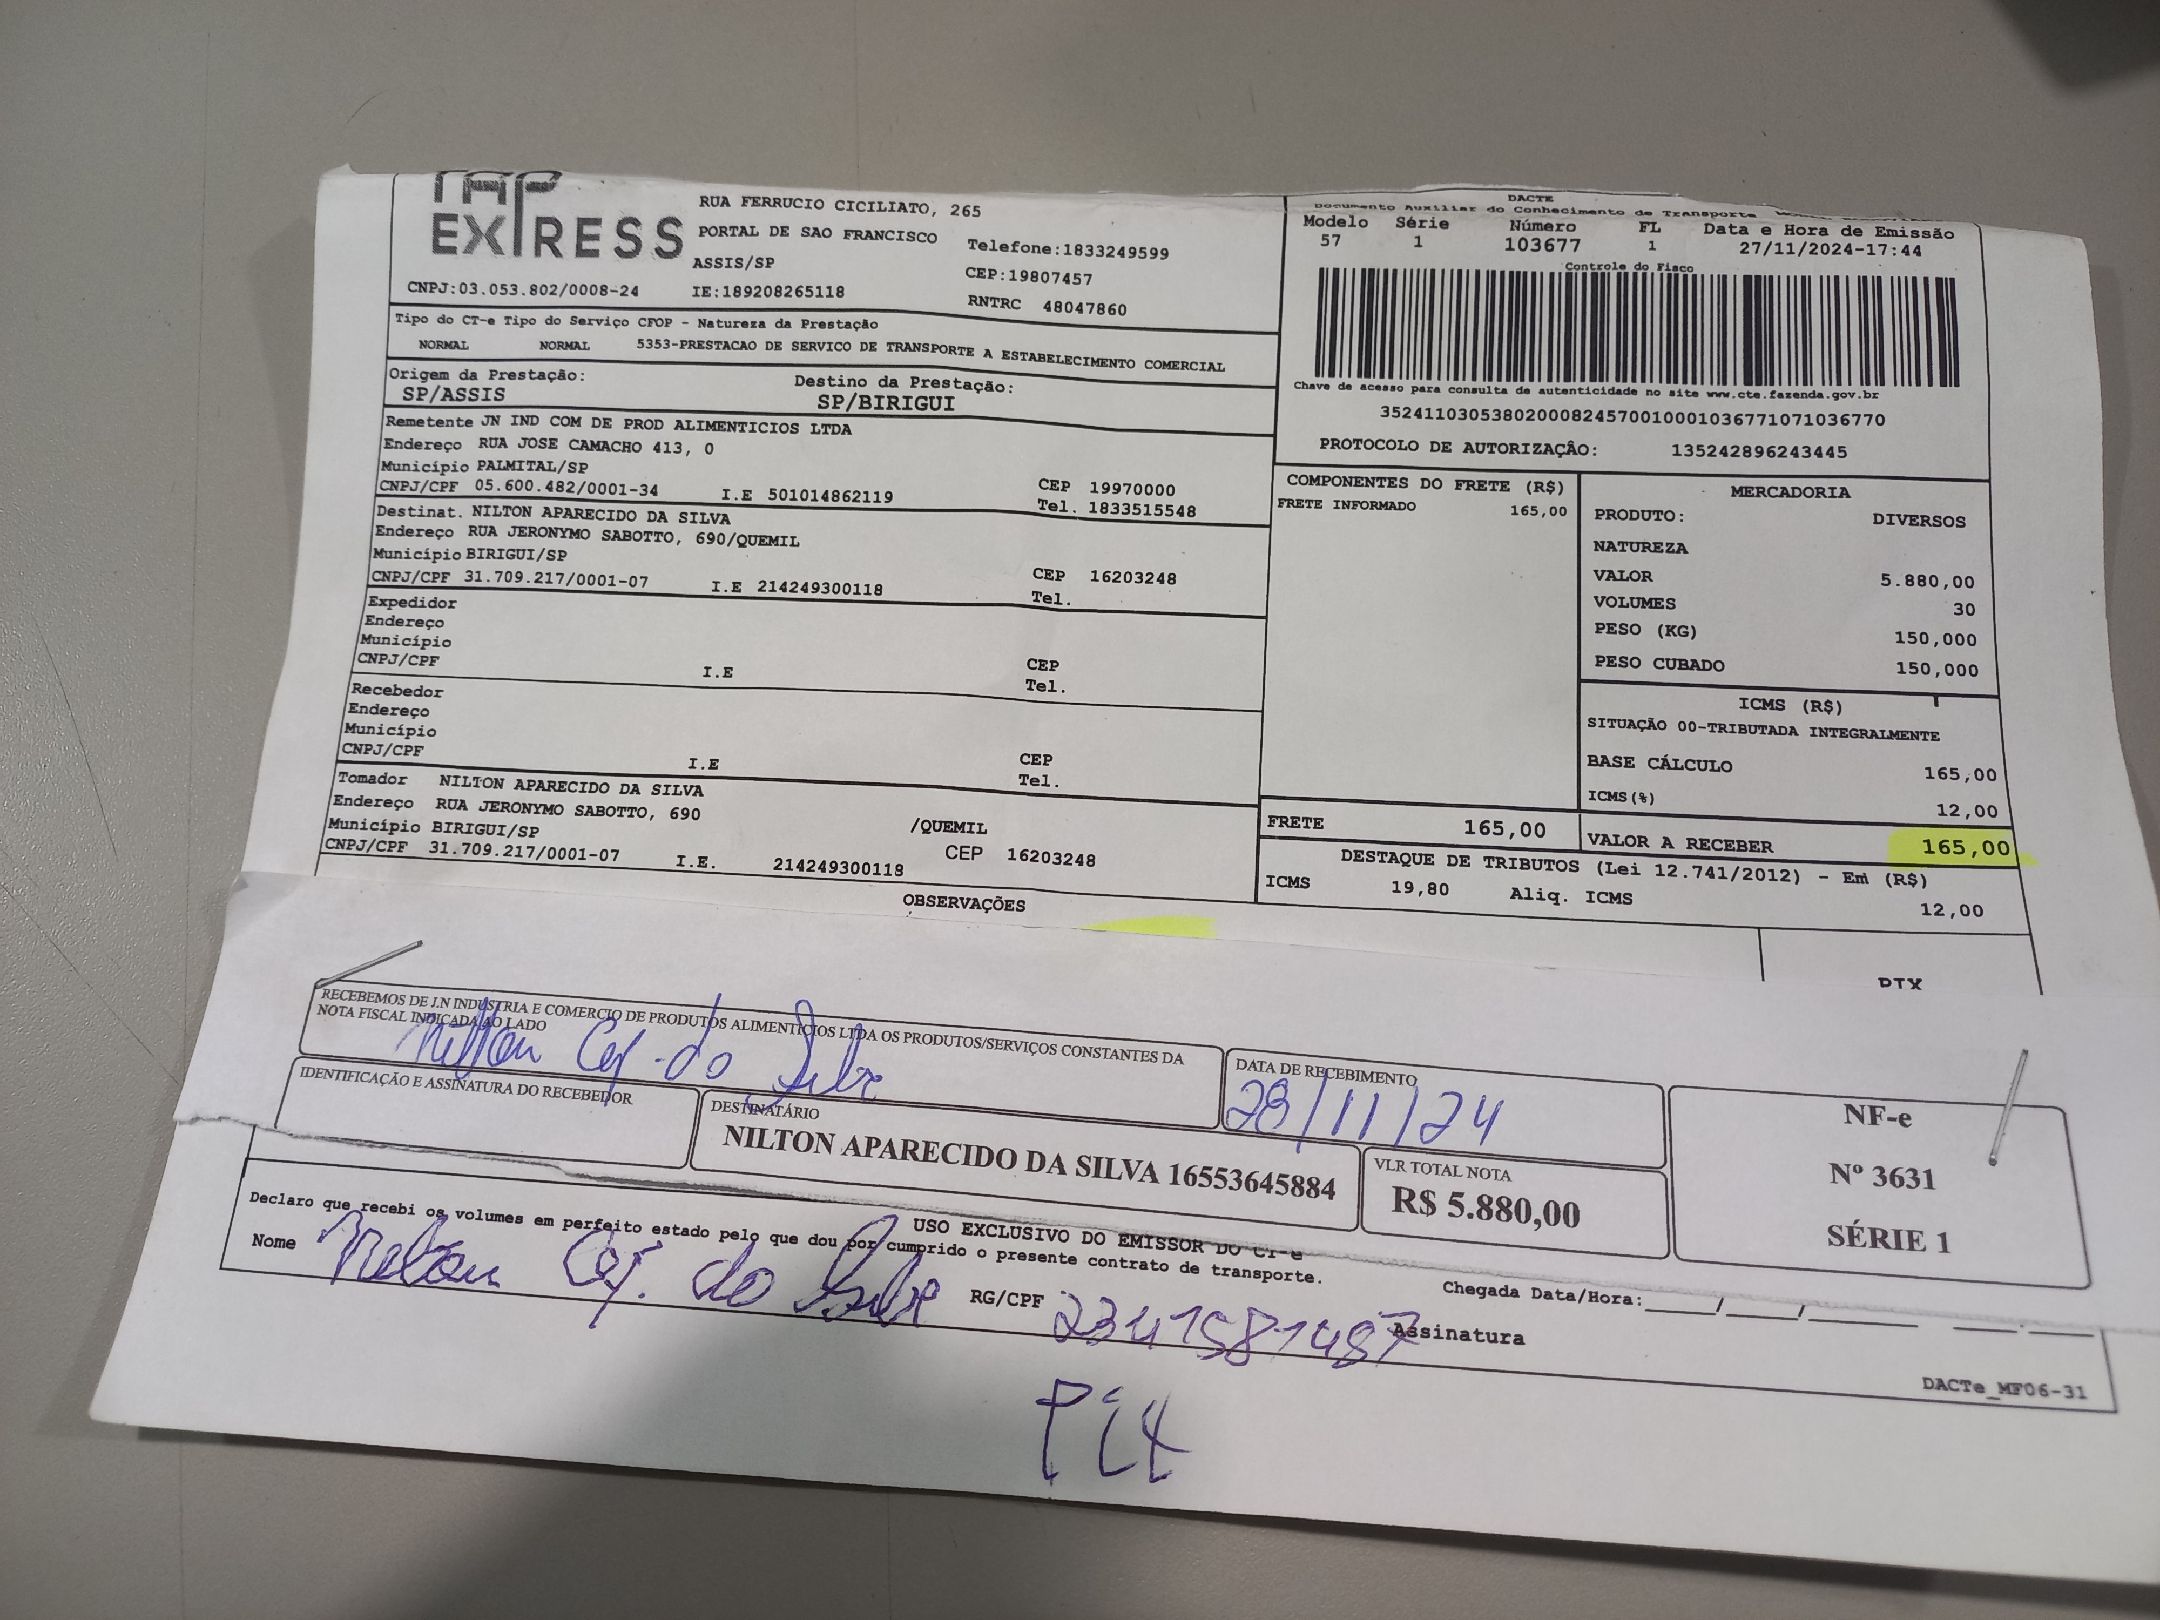 TAP
EXPRESS
RUA FERRUCIO CICILIATO, 265
PORTAL DE SAO FRANCISCO
ASSIS/SP
Telefone:1833249599
CEP:19807457
CNPJ:03.053.802/0008-24 IE:189208265118 RNTRC 48047860
DACTE
Documento Auxiliar do Conhecimento de Transporte
Modelo Série Número FL Data e Hora de Emissão
57 1 103677 1 27/11/2024-17:44
Controle do Fisco
Chave de acesso para consulta de autenticidade no site www.cte.fazenda.gov.br
35241103053802000824570010001036771071036770
PROTOCOLO DE AUTORIZAÇÂO: 135242896243445
Tipo do CT-e Tipo do Serviço CFOP - Natureza da Prestação
NORMAL NORMAL 5353-PRESTACAO DE SERVICO DE TRANSPORTE A ESTABELECIMENTO COMERCIAL
Origem da Prestação: Destino da Prestação:
SP/ASSIS SP/BIRIGUI
Remetente JN IND COM DE PROD ALIMENTICIOS LTDA
Endereço RUA JOSE CAMACHO 413, 0
Município PALMITAL/SP CEP 19970000
CNPJ/CPF 05.600.482/0001-34 I.E 501014862119 Tel. 1833515548
Destinat. NILTON APARECIDO DA SILVA
Endereço RUA JERONYMO SABOTTO, 690/QUEMIL
Município BIRIGUI/SP CEP 16203248
CNPJ/CPF 31.709.217/0001-07 I.E 214249300118 Tel.
Expedidor
Endereço
Município CEP
CNPJ/CPF I.E Tel.
Recebedor
Endereço
Município CEP
CNPJ/CPF I.E Tel.
Tomador NILTON APARECIDO DA SILVA
Endereço RUA JERONYMO SABOTTO, 690 /QUEMIL
Município BIRIGUI/SP CEP 16203248
CNPJ/CPF 31.709.217/0001-07 I.E. 214249300118
COMPONENTES DO FRETE (R$)
FRETE INFORMADO 165,00
MERCADORIA
PRODUTO: DIVERSOS
NATUREZA
VALOR 5.880,00
VOLUMES 30
PESO (KG) 150,000
PESO CUBADO 150,000
ICMS (R$)
SITUAÇÃO 00-TRIBUTADA INTEGRALMENTE
BASE CÁLCULO 165,00
ICMS(%) 12,00
FRETE 165,00 VALOR A RECEBER 165,00
DESTAQUE DE TRIBUTOS (Lei 12.741/2012) - Em (R$)
ICMS 19,80 Aliq. ICMS 12,00
OBSERVAÇÕES
DTX
RECEBEMOS DE J.N INDUSTRIA E COMERCIO DE PRODUTOS ALIMENTICIOS LTDA OS PRODUTOS/SERVIÇOS CONSTANTES DA
NOTA FISCAL INDICADA AO LADO
Nilton Ap. da Silva
DATA DE RECEBIMENTO
28/11/24
IDENTIFICAÇÃO E ASSINATURA DO RECEBEDOR
DESTINATÁRIO
NILTON APARECIDO DA SILVA 16553645884
VLR TOTAL NOTA
R$ 5.880,00
NF-e
Nº 3631
SÉRIE 1
USO EXCLUSIVO DO EMISSOR DO CT-e
Declaro que recebi os volumes em perfeito estado pelo que dou por cumprido o presente contrato de transporte.
Nome Nilton Ap. da Silva RG/CPF Assinatura
Chegada Data/Hora:_____/____/_______ ____ ____
DACTe_MF06-31
Pix